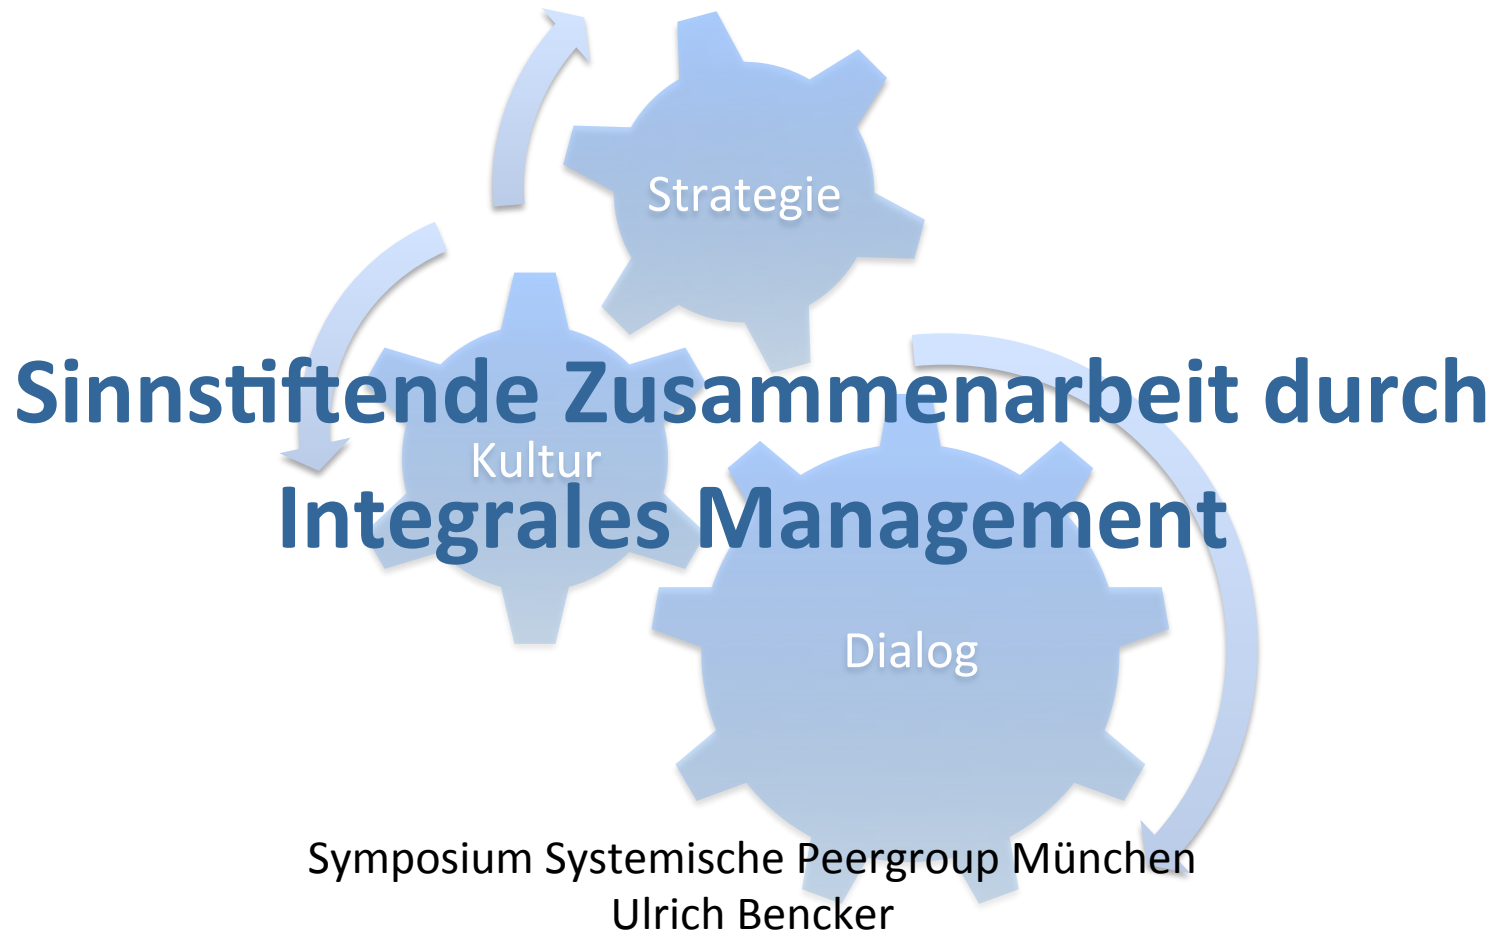 Strategie
Sinnstiftende Zusammenarbeit durch
Kultur
Integrales Management
Dialog
Symposium Systemische Peergroup München
Ulrich Bencker